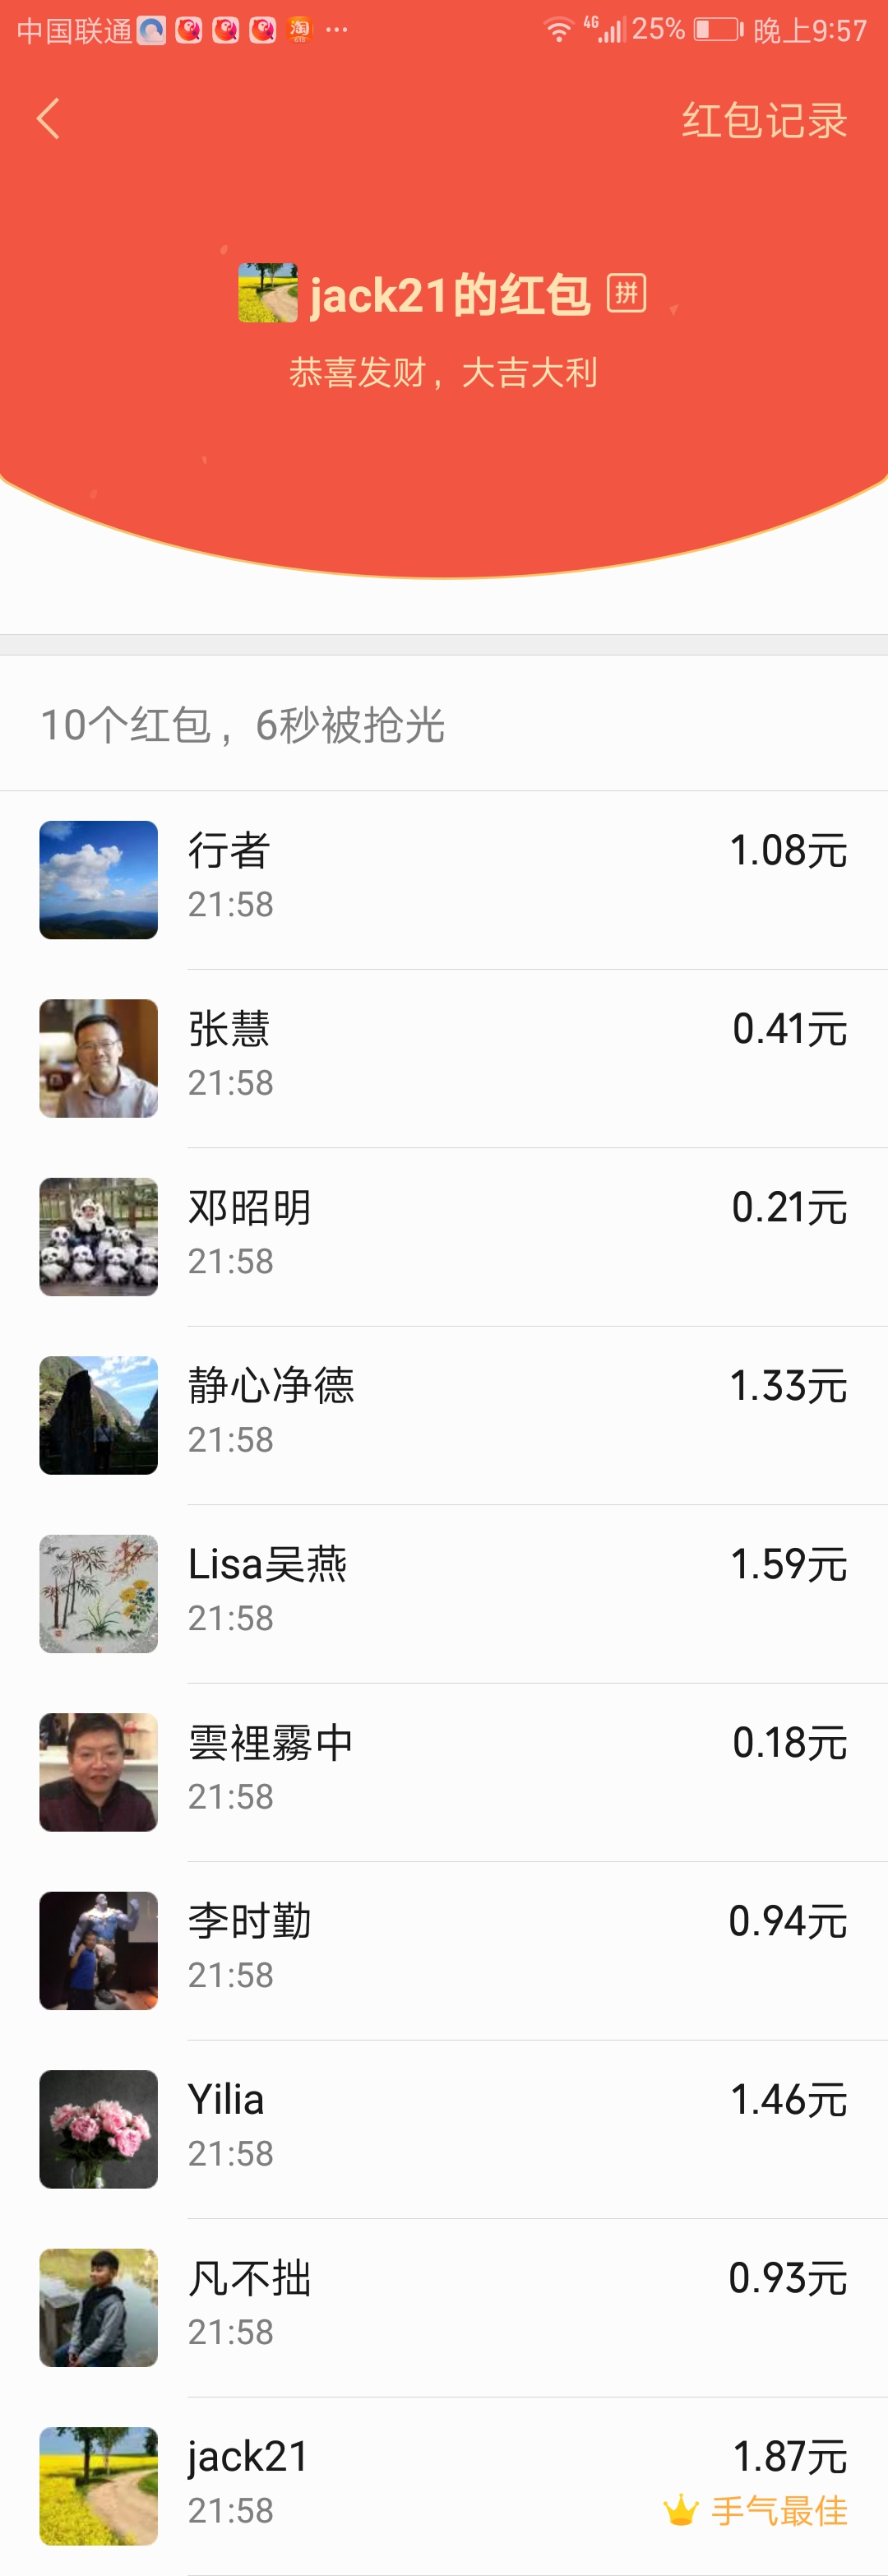 中国联通 淘 ··· 4G 25% 晚上9:57
红包记录
jack21的红包 拼
恭喜发财，大吉大利
10个红包，6秒被抢光
行者 1.08元
21:58
张慧 0.41元
21:58
邓昭明 0.21元
21:58
静心净德 1.33元
21:58
Lisa吴燕 1.59元
21:58
雲裡霧中 0.18元
21:58
李时勤 0.94元
21:58
Yilia 1.46元
21:58
凡不拙 0.93元
21:58
jack21 1.87元
21:58 手气最佳